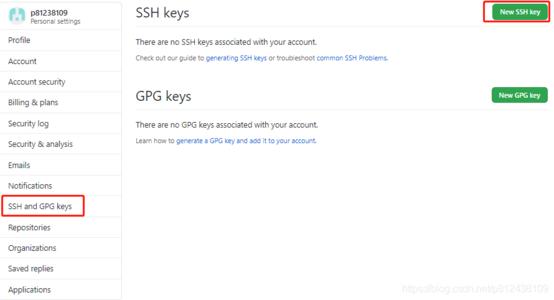 p81238109
Personal settings
Profile
Account
Account security
Billing & plans
Security log
Security & analysis
Emails
Notifications
SSH and GPG keys
Repositories
Organizations
Saved replies
Applications
SSH keys
New SSH key
There are no SSH keys associated with your account.
Check out our guide to generating SSH keys or troubleshoot common SSH Problems.
GPG keys
New GPG key
There are no GPG keys associated with your account.
Learn how to generate a GPG key and add it to your account.
https://blog.csdn.net/p812438109